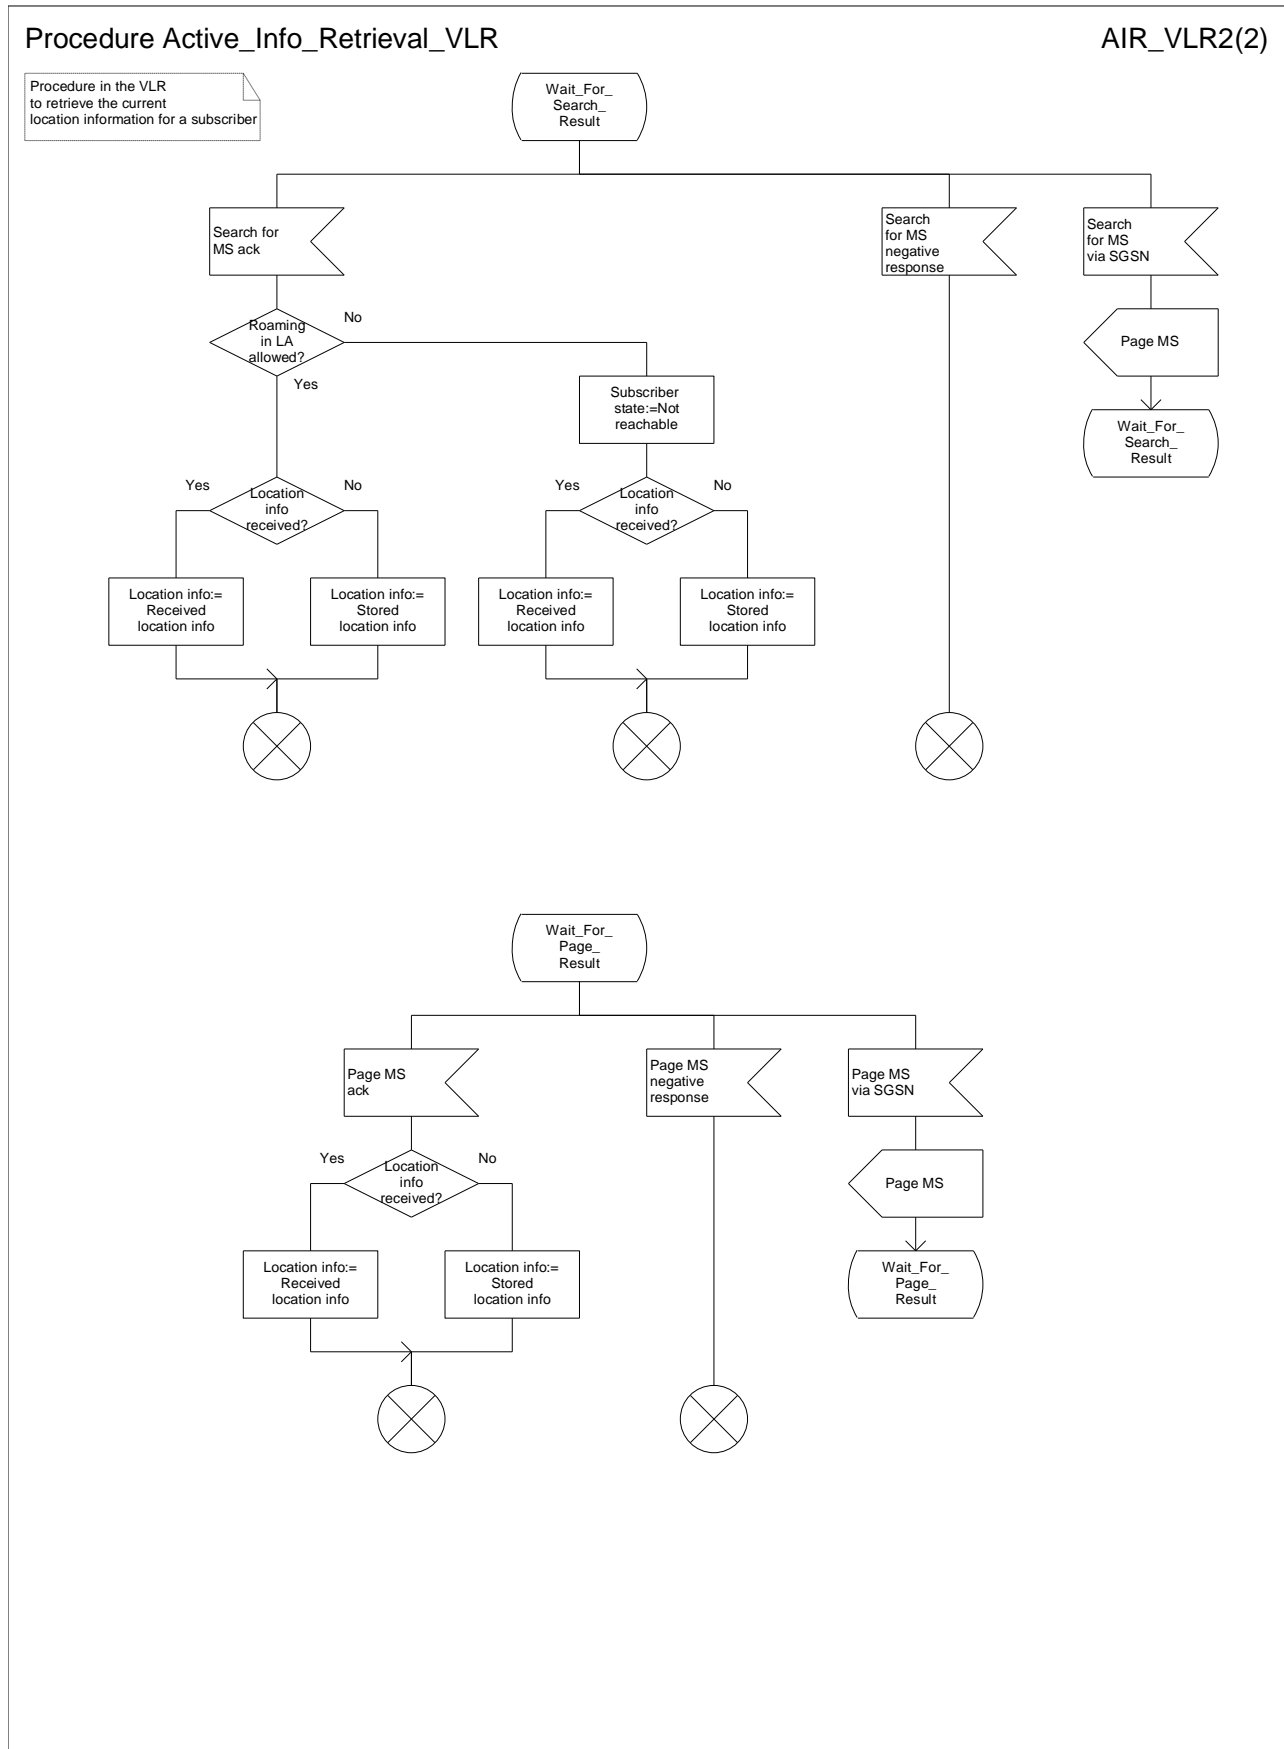 Procedure Active_Info_Retrieval_VLR
AIR_VLR2(2)
Procedure in the VLR
to retrieve the current
location information for a subscriber
Wait_For_
Search_
Result
Search for
MS ack
Search
for MS
negative
response
Search
for MS
via SGSN
Roaming
in LA
allowed?
No
Yes
Page MS
Subscriber
state:=Not
reachable
Wait_For_
Search_
Result
Yes
Location
info
received?
No
Yes
Location
info
received?
No
Location info:=
Received
location info
Location info:=
Stored
location info
Location info:=
Received
location info
Location info:=
Stored
location info
Wait_For_
Page_
Result
Page MS
ack
Page MS
negative
response
Page MS
via SGSN
Yes
Location
info
received?
No
Page MS
Location info:=
Received
location info
Location info:=
Stored
location info
Wait_For_
Page_
Result